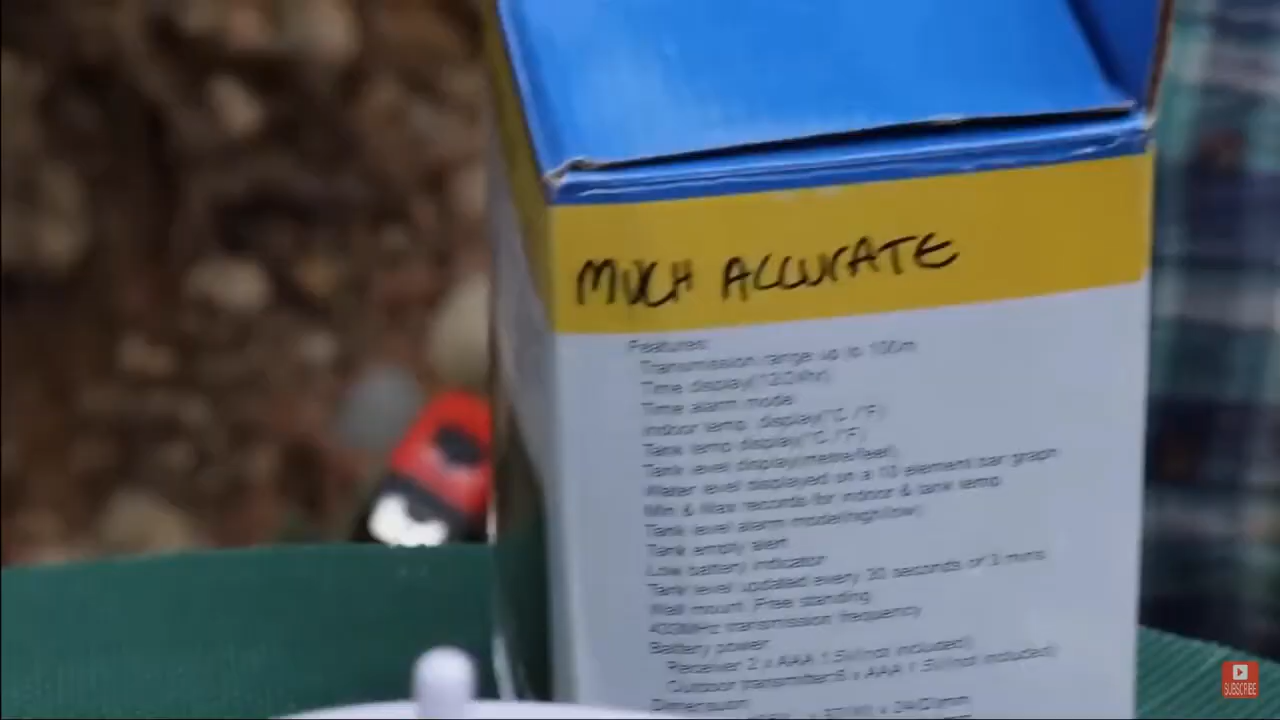 MUCH ACCURATE
Features:
Transmission range up to 100m
Time display(12/24hr)
Time alarm mode
Indoor temp. display(°C /°F)
Tank temp display(°C /°F)
Tank level display(metre/feet)
Water level displayed on a 10 element bar graph
Min & Max records for indoor & tank temp
Tank level alarm mode(high/low)
Tank empty alert
Low battery indicator
Tank level updated every 30 seconds or 3 mins
Wall mount, Free standing
433MHz transmission frequency
Battery power:
Receiver 2 x AAA 1.5V(not included)
Outdoor transmitter: x AAA 1.5V(not included)
Dimension:
SUBSCRIBE